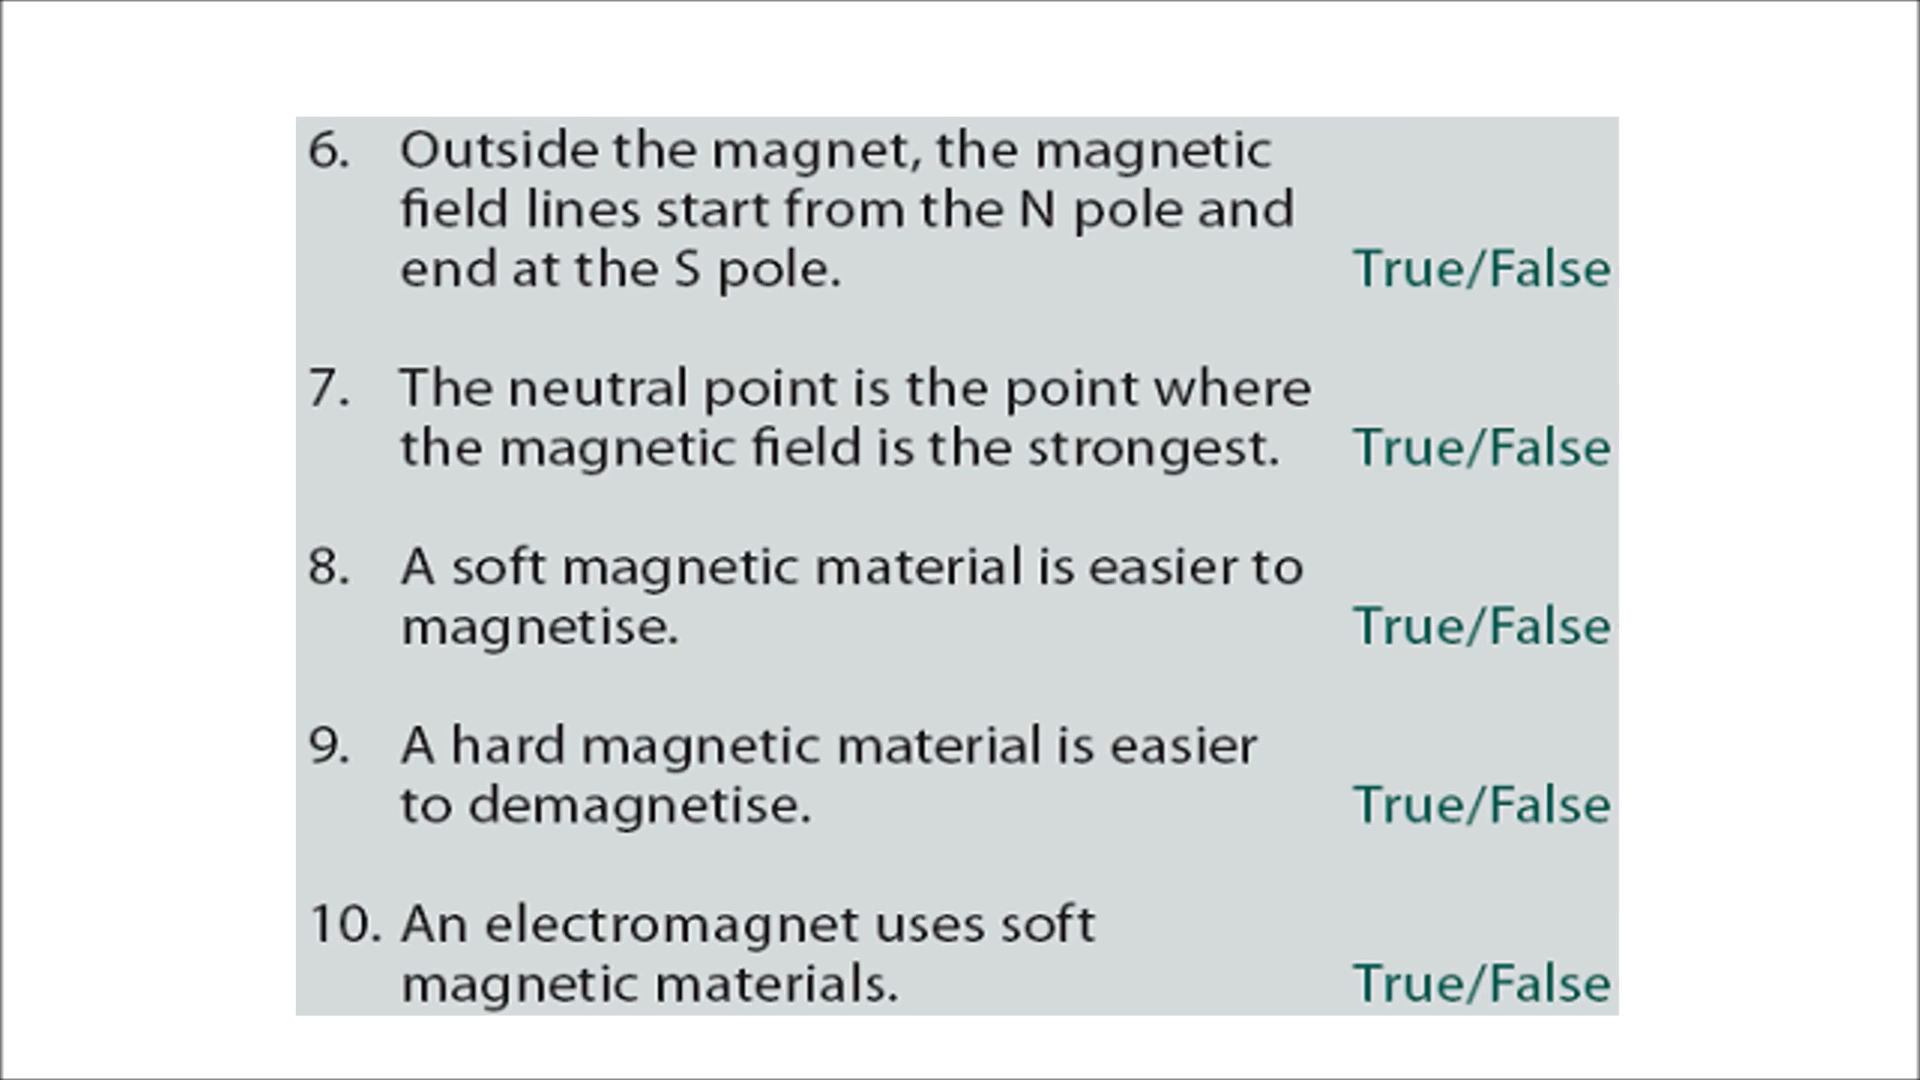 6. Outside the magnet, the magnetic
field lines start from the N pole and
end at the S pole. True/False
7. The neutral point is the point where
the magnetic field is the strongest. True/False
8. A soft magnetic material is easier to
magnetise. True/False
9. A hard magnetic material is easier
to demagnetise. True/False
10. An electromagnet uses soft
magnetic materials. True/False